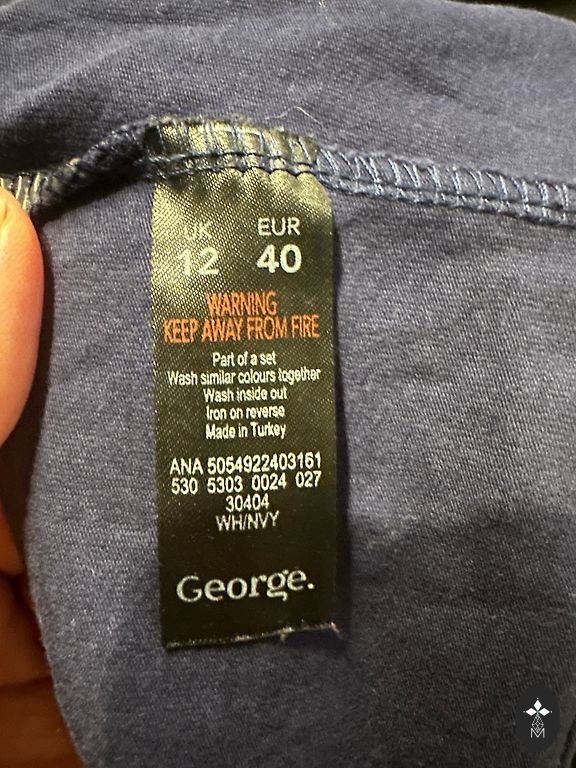 UK EUR
12 40
WARNING
KEEP AWAY FROM FIRE
Part of a set
Wash similar colours together
Wash inside out
Iron on reverse
Made in Turkey
ANA 5054922403161
530 5303 0024 027
30404
WH/NVY
George.
M